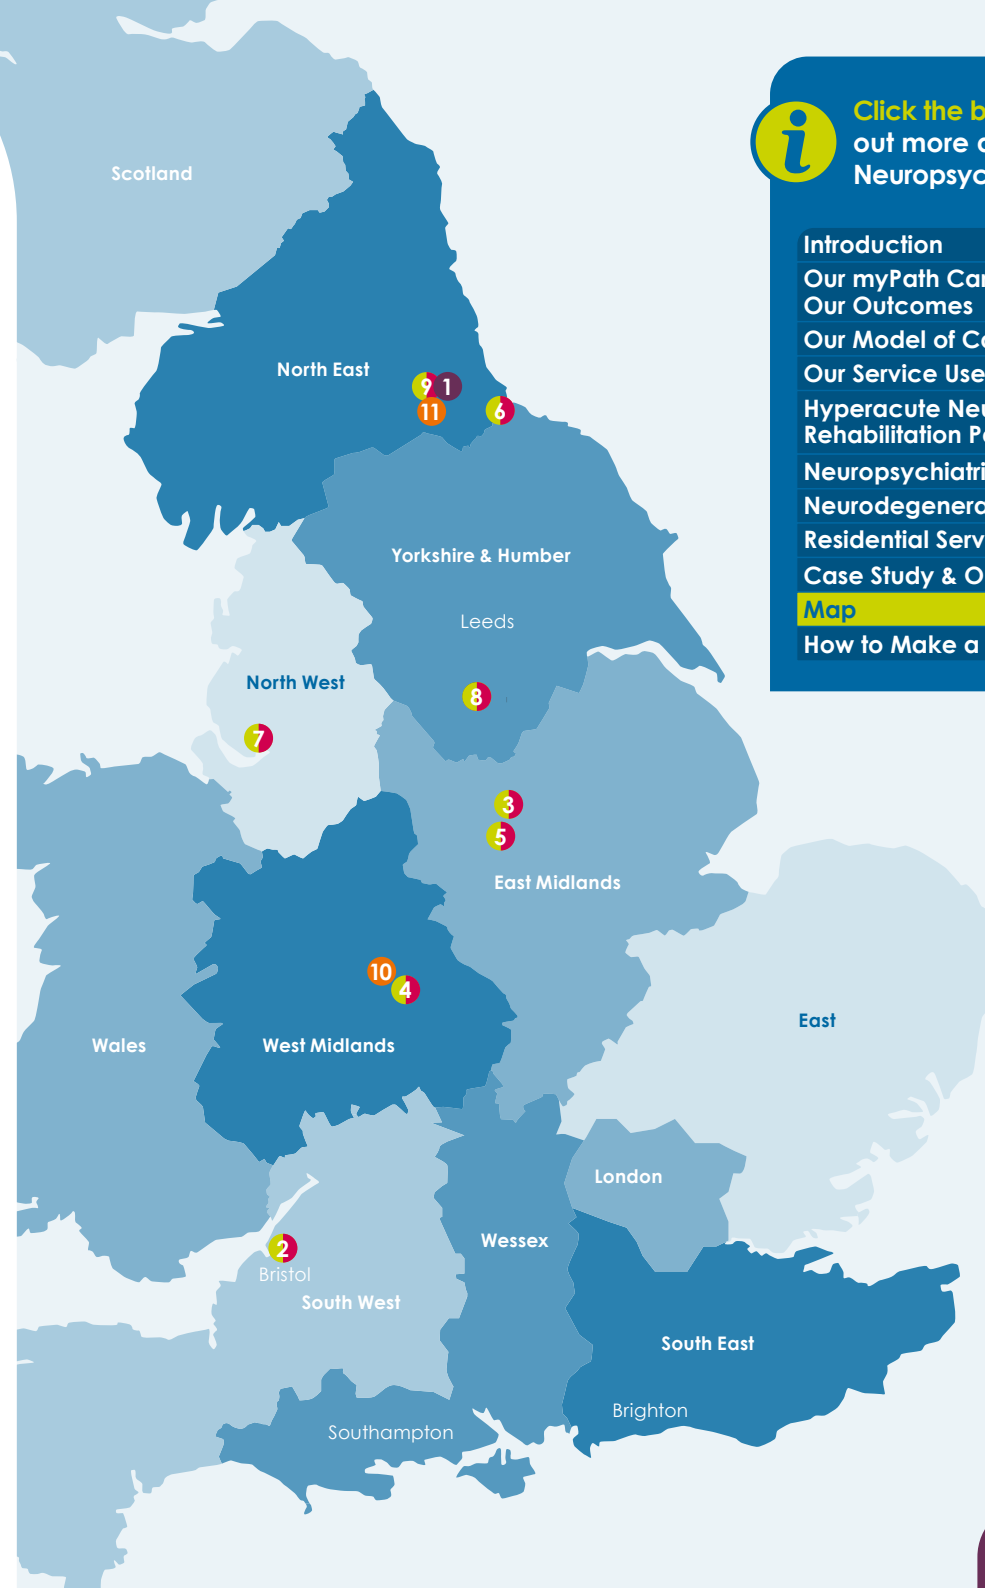 Click the b
out more
Neuropsyc
Scotland
Introduction
Our myPath Car
Our Outcomes
Our Model of C
Our Service Use
Hyperacute Neu
Rehabilitation P
Neuropsychiatri
Neurodegenera
Residential Serv
Case Study & O
Map
How to Make a
North East
9 1
11
6
Yorkshire & Humber
Leeds
North West
8
7
3
5
East Midlands
10
4
East
Wales
West Midlands
London
Wessex
2
Bristol
South West
South East
Brighton
Southampton